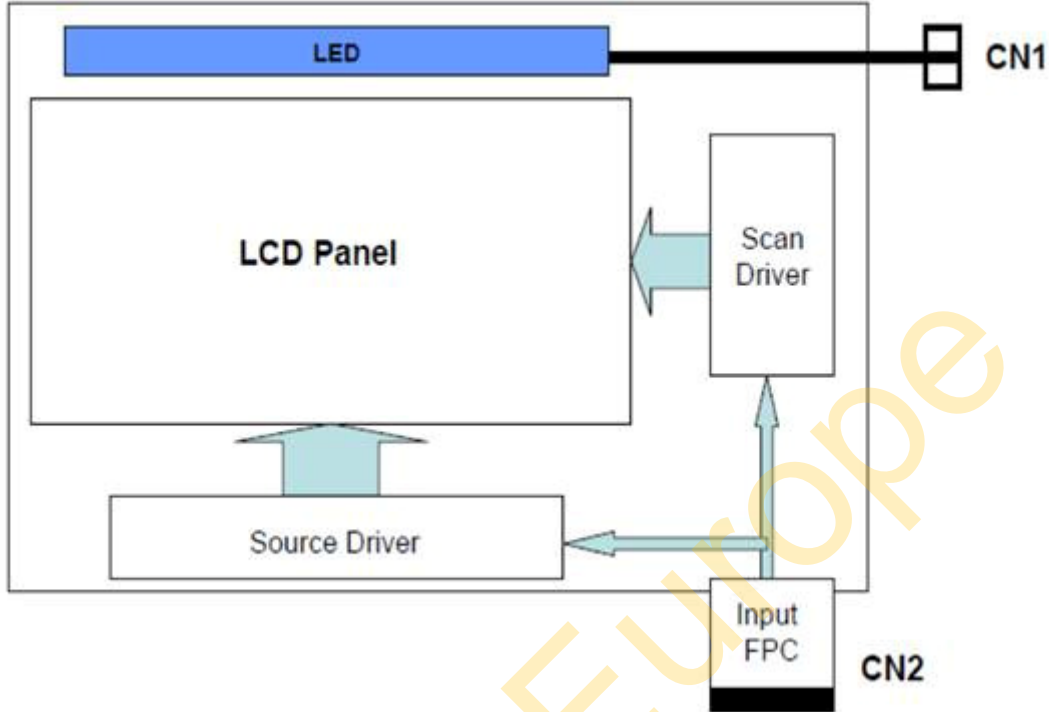 LED
CN1
LCD Panel
Scan
Driver
Source Driver
Input
FPC
CN2
Europe